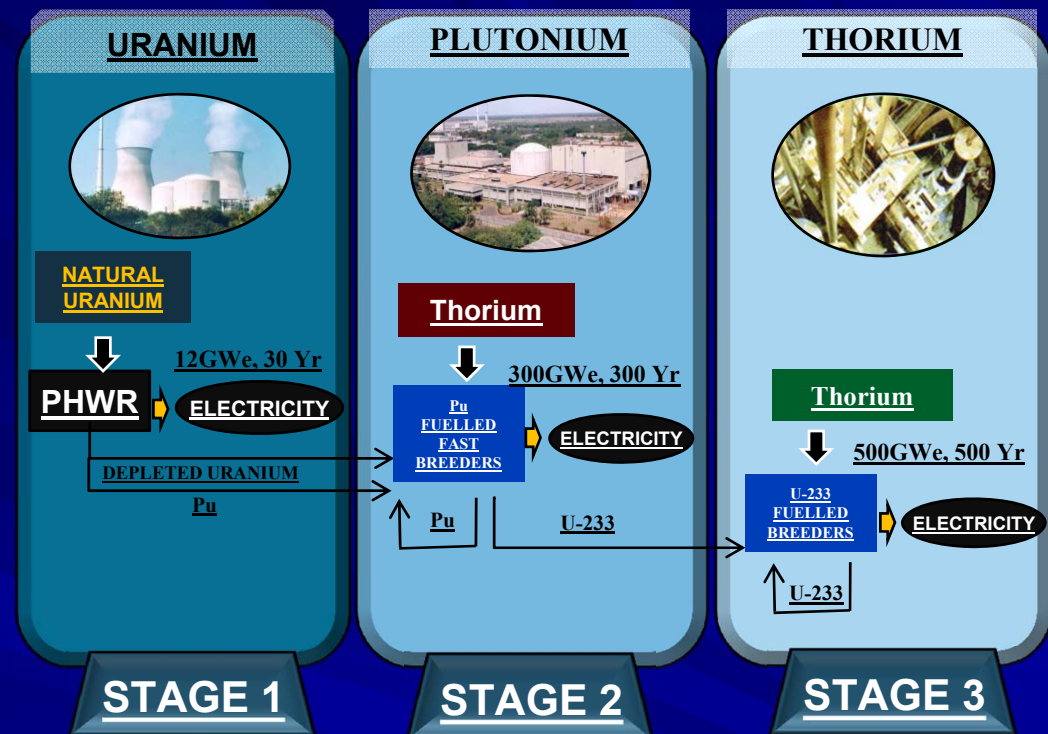 URANIUM
NATURAL
URANIUM
12GWe, 30 Yr
PHWR
ELECTRICITY
DEPLETED URANIUM
Pu
STAGE 1
PLUTONIUM
Thorium
300GWe, 300 Yr
Pu
FUELLED
FAST
BREEDERS
ELECTRICITY
Pu
U-233
STAGE 2
THORIUM
Thorium
500GWe, 500 Yr
U-233
FUELLED
BREEDERS
ELECTRICITY
U-233
STAGE 3